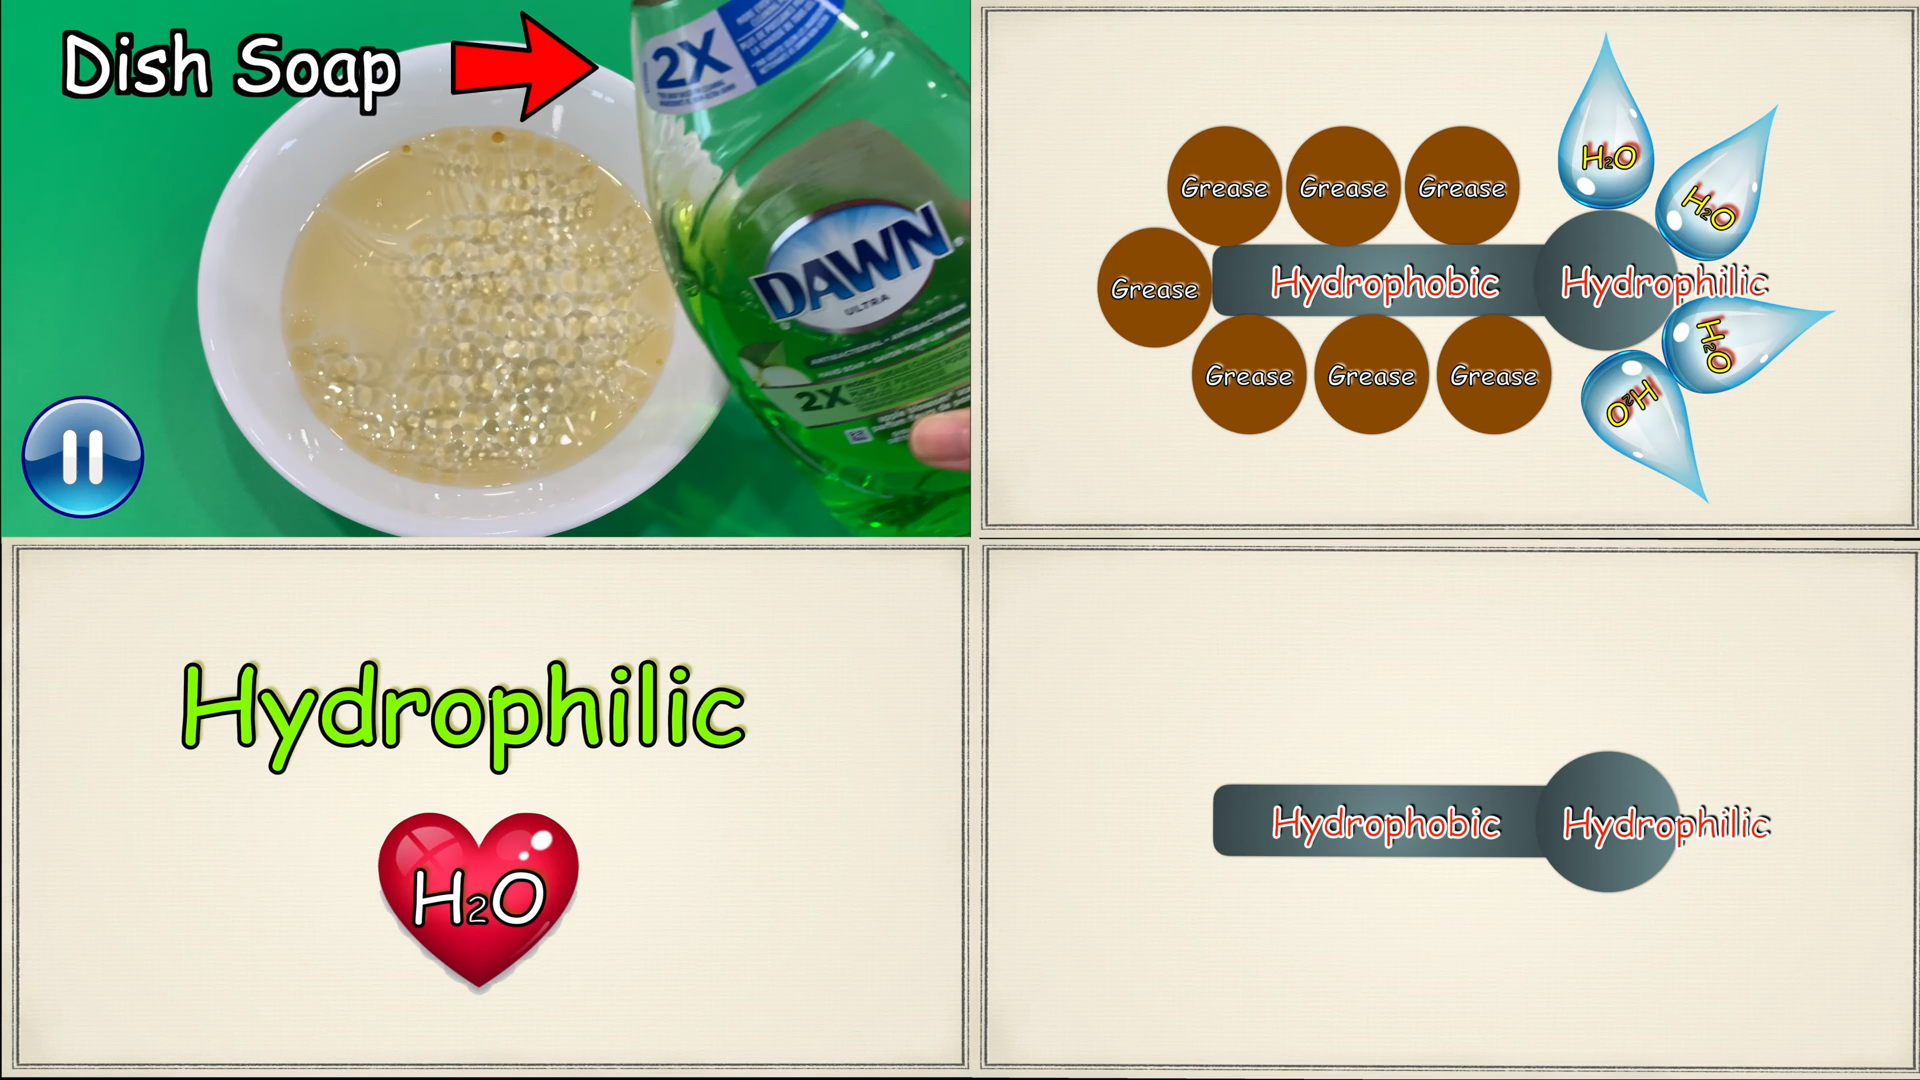 Dish Soap
2X
DAWN
ULTRA
2X
Grease Grease Grease
Grease
Grease Grease Grease
Hydrophobic Hydrophilic
H₂O
H₂O
H₂O
H₂O
Hydrophilic
H₂O
Hydrophobic Hydrophilic